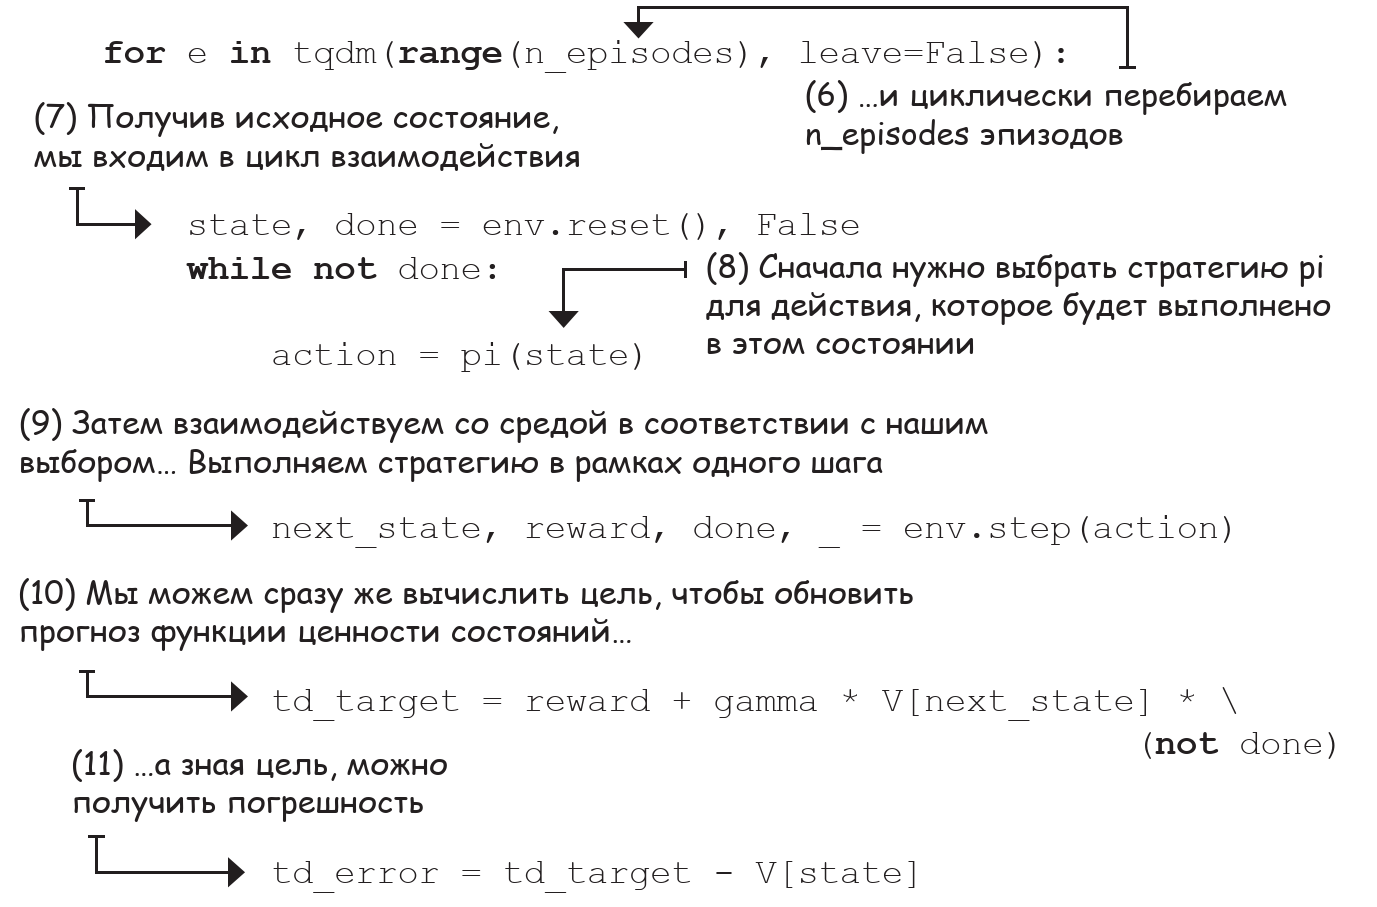 for e in tqdm(range(n_episodes), leave=False):
(6) …и циклически перебираем
n_episodes эпизодов
(7) Получив исходное состояние,
мы входим в цикл взаимодействия
state, done = env.reset(), False
while not done:
(8) Сначала нужно выбрать стратегию pi
для действия, которое будет выполнено
в этом состоянии
action = pi(state)
(9) Затем взаимодействуем со средой в соответствии с нашим
выбором… Выполняем стратегию в рамках одного шага
next_state, reward, done, _ = env.step(action)
(10) Мы можем сразу же вычислить цель, чтобы обновить
прогноз функции ценности состояний…
td_target = reward + gamma * V[next_state] * \
(not done)
(11) …а зная цель, можно
получить погрешность
td_error = td_target - V[state]